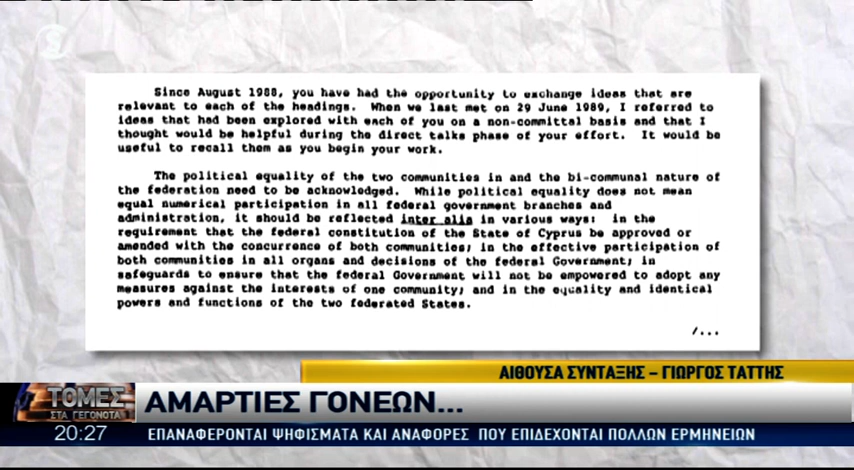 Since August 1988, you have had the opportunity to exchange ideas that are
relevant to each of the headings. When we last met on 29 June 1989, I referred to
ideas that had been explored with each of you on a non-committal basis and that I
thought would be helpful during the direct talks phase of your effort. It would be
useful to recall them as you begin your work.
The political equality of the two communities in and the bi-communal nature of
the federation need to be acknowledged. While political equality does not mean
equal numerical participation in all federal government branches and
administration, it should be reflected inter alia in various ways: in the
requirement that the federal constitution of the State of Cyprus be approved or
amended with the concurrence of both communities; in the effective participation of
both communities in all organs and decisions of the federal Government; in
safeguards to ensure that the federal Government will not be empowered to adopt any
measures against the interests of one community; and in the equality and identical
powers and functions of the two federated States.
/...
ΑΙΘΟΥΣΑ ΣΥΝΤΑΞΗΣ – ΓΙΩΡΓΟΣ ΤΑΤΤΗΣ
ΤΟΜΕΣ
ΣΤΑ ΓΕΓΟΝΟΤΑ
ΑΜΑΡΤΙΕΣ ΓΟΝΕΩΝ...
20:27
ΕΠΑΝΑΦΕΡΟΝΤΑΙ ΨΗΦΙΣΜΑΤΑ ΚΑΙ ΑΝΑΦΟΡΕΣ ΠΟΥ ΕΠΙΔΕΧΟΝΤΑΙ ΠΟΛΛΩΝ ΕΡΜΗΝΕΙΩΝ